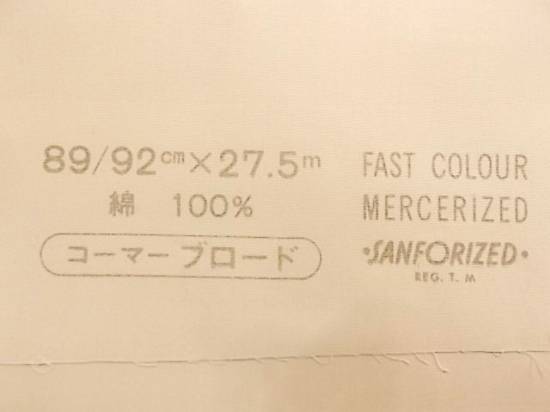 89/92cm×27.5m
綿 100%
コーマーブロード
FAST COLOUR
MERCERIZED
·SANFORIZED·
REG. T. M